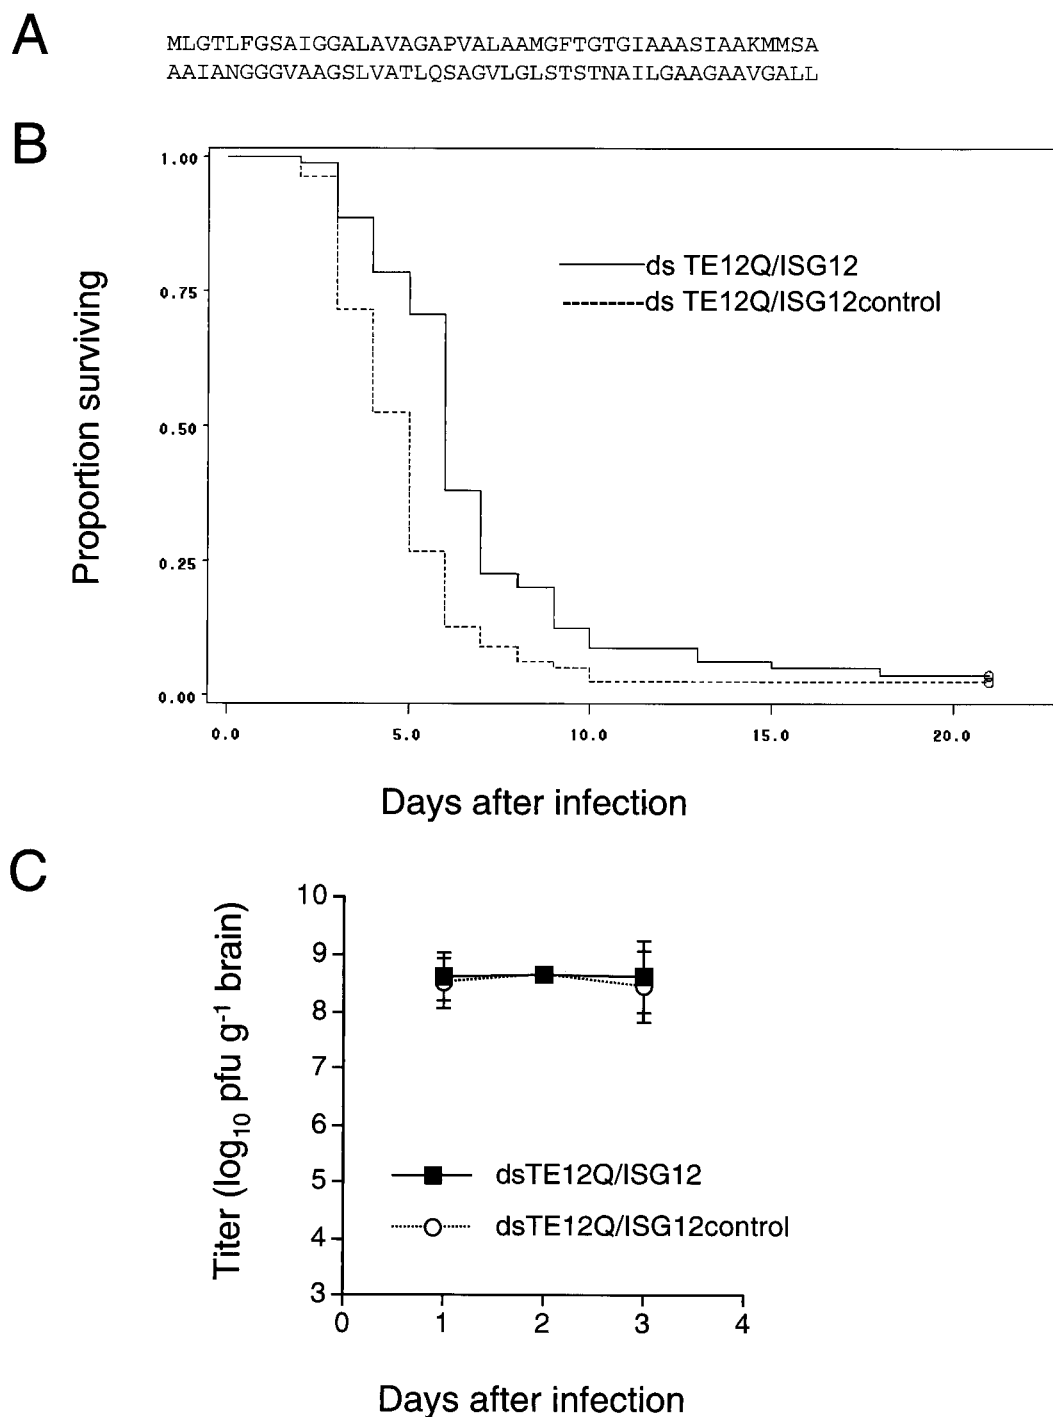 A
MLGTLFGSAIGGALAVAGAPVALAAMGFTGTGIAAASIAAKMMSA
AAIANGGGVAAGSLVATLQSAGVLGLSTSTNAILGAAGAAVGALL
B
Proportion surviving
1.00
0.75
0.50
0.25
0.00
ds TE12Q/ISG12
ds TE12Q/ISG12control
0.0 5.0 10.0 15.0 20.0
Days after infection
C
Titer (log10 pfu g-1 brain)
10
9
8
7
6
5
4
3
dsTE12Q/ISG12
dsTE12Q/ISG12control
0 1 2 3 4
Days after infection